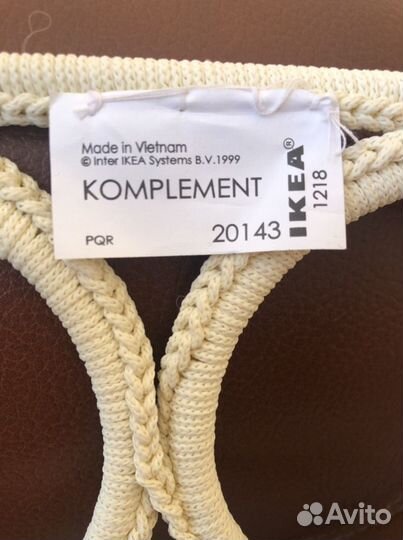 Made in Vietnam
© Inter IKEA Systems B.V. 1999
KOMPLEMENT
PQR
20143
IKEA®
1218
Avito